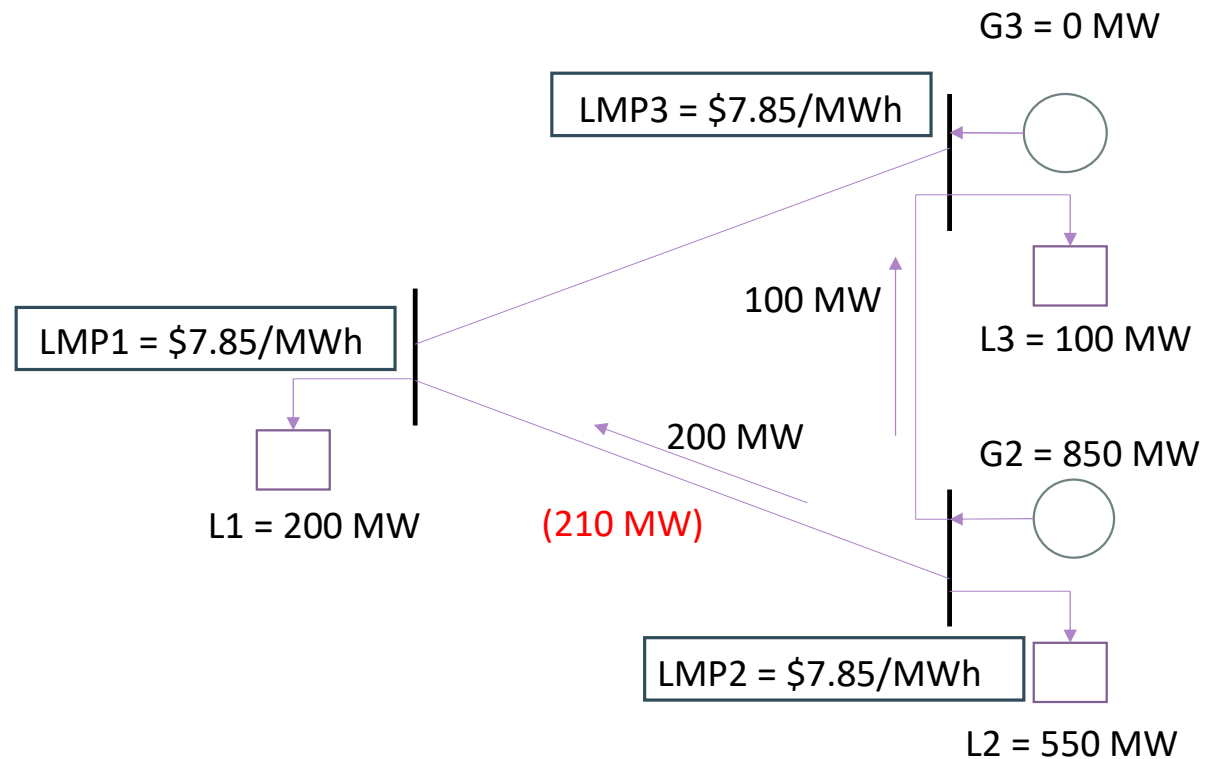 G3 = 0 MW
LMP3 = $7.85/MWh
100 MW
L3 = 100 MW
LMP1 = $7.85/MWh
200 MW
G2 = 850 MW
L1 = 200 MW
(210 MW)
LMP2 = $7.85/MWh
L2 = 550 MW